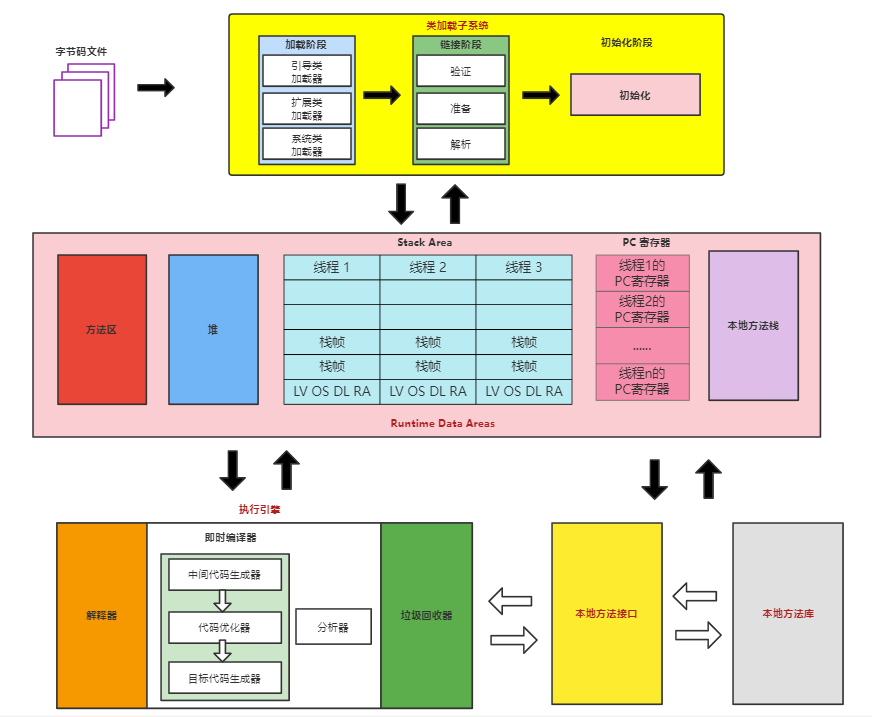 类加载子系统
字节码文件
加载阶段
引导类
加载器
扩展类
加载器
系统类
加载器
链接阶段
验证
准备
解析
初始化阶段
初始化
Stack Area
PC 寄存器
方法区
堆
线程 1
线程 2
线程 3
栈帧
栈帧
栈帧
栈帧
栈帧
栈帧
LV OS DL RA
LV OS DL RA
LV OS DL RA
线程1的
PC寄存器
线程2的
PC寄存器
......
线程n的
PC寄存器
本地方法栈
Runtime Data Areas
执行引擎
解释器
即时编译器
中间代码生成器
代码优化器
目标代码生成器
分析器
垃圾回收器
本地方法接口
本地方法库